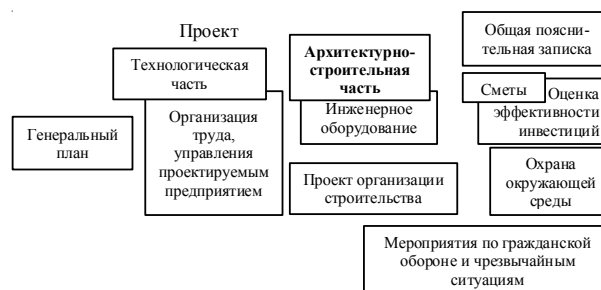 Проект
Общая поясни-
тельная записка
Технологическая
часть
Архитектурно-
строительная
часть
Сметы
Оценка
эффективности
инвестиций
Генеральный
план
Организация
труда,
управления
проектируемым
предприятием
Инженерное
оборудование
Проект организации
строительства
Охрана
окружающей
среды
Мероприятия по гражданской
обороне и чрезвычайным
ситуациям